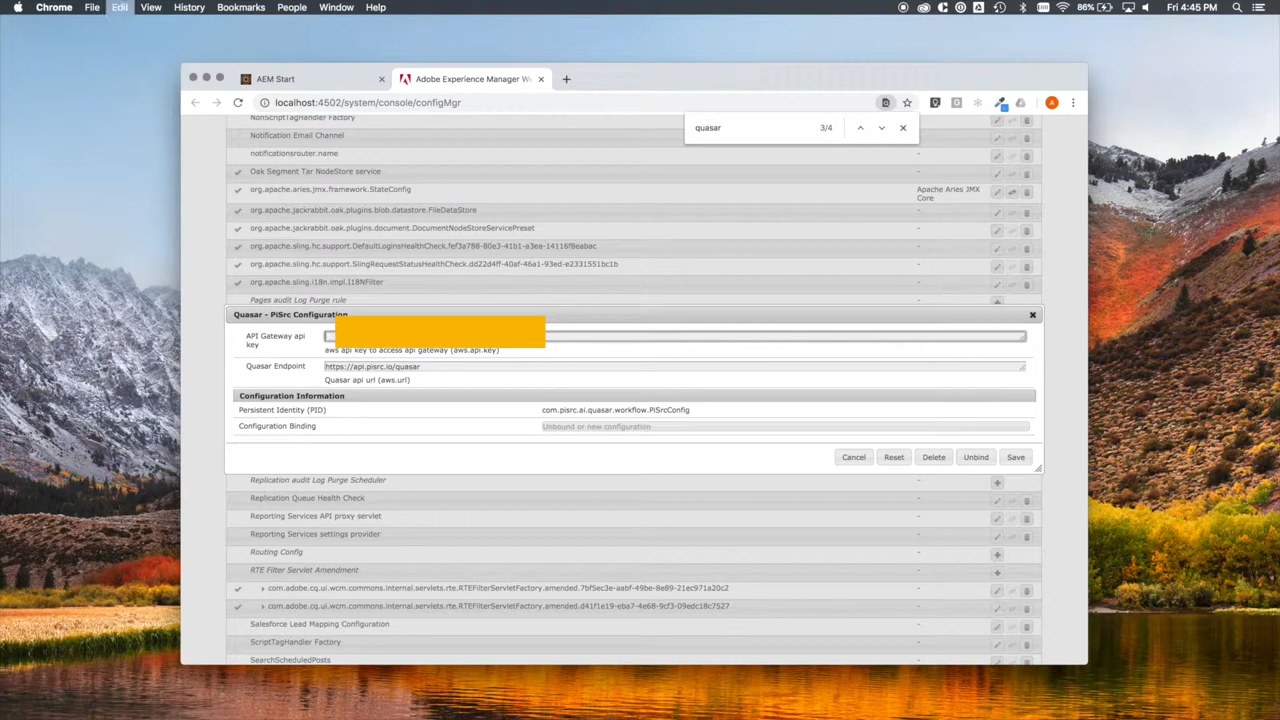 Chrome File Edit View History Bookmarks People Window Help 86% Fri 4:45 PM
AEM Start
Adobe Experience Manager We
localhost:4502/system/console/configMgr
A
quasar 3/4
NonScriptTagHandler Factory -
Notification Email Channel -
notificationsrouter.name -
Oak Segment Tar NodeStore service -
org.apache.aries.jmx.framework.StateConfig Apache Aries JMX
Core
org.apache.jackrabbit.oak.plugins.blob.datastore.FileDataStore -
org.apache.jackrabbit.oak.plugins.document.DocumentNodeStoreServicePreset -
org.apache.sling.hc.support.DefaultLoginsHealthCheck.fef3a788-80e3-41b1-a3ea-14116f8eabac -
org.apache.sling.hc.support.SlingRequestStatusHealthCheck.dd22d4ff-40af-46a1-93ed-e2331551bc1b -
org.apache.sling.i18n.impl.I18NFilter -
Pages audit Log Purge rule -
Quasar - PiSrc Configuration
API Gateway api
key
aws api key to access api gateway (aws.api.key)
Quasar Endpoint https://api.pisrc.io/quasar
Quasar api url (aws.url)
Configuration Information
Persistent Identity (PID) com.pisrc.ai.quasar.workflow.PiSrcConfig
Configuration Binding Unbound or new configuration
Cancel Reset Delete Unbind Save
Replication audit Log Purge Scheduler -
Replication Queue Health Check -
Reporting Services API proxy servlet -
Reporting Services settings provider -
Routing Config -
RTE Filter Servlet Amendment -
com.adobe.cq.ui.wcm.commons.internal.servlets.rte.RTEFilterServletFactory.amended.7bf5ec3e-aabf-49be-8e89-21ec971a20c2 -
com.adobe.cq.ui.wcm.commons.internal.servlets.rte.RTEFilterServletFactory.amended.d41f1e19-eba7-4e68-9cf3-09edc18c7527 -
Salesforce Lead Mapping Configuration -
ScriptTagHandler Factory -
SearchScheduledPosts -